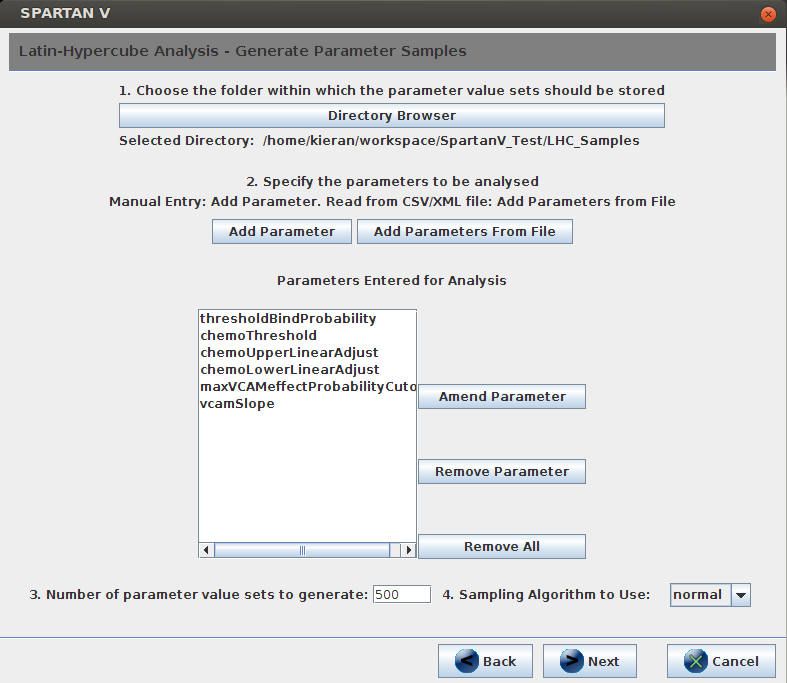 SPARTAN V
Latin-Hypercube Analysis - Generate Parameter Samples
1. Choose the folder within which the parameter value sets should be stored
Directory Browser
Selected Directory: /home/kieran/workspace/SpartanV_Test/LHC_Samples
2. Specify the parameters to be analysed
Manual Entry: Add Parameter. Read from CSV/XML file: Add Parameters from File
Add Parameter Add Parameters From File
Parameters Entered for Analysis
thresholdBindProbability
chemoThreshold
chemoUpperLinearAdjust
chemoLowerLinearAdjust
maxVCAMeffectProbabilityCuto
vcamSlope
Amend Parameter
Remove Parameter
Remove All
3. Number of parameter value sets to generate: 500 4. Sampling Algorithm to Use: normal
Back Next Cancel